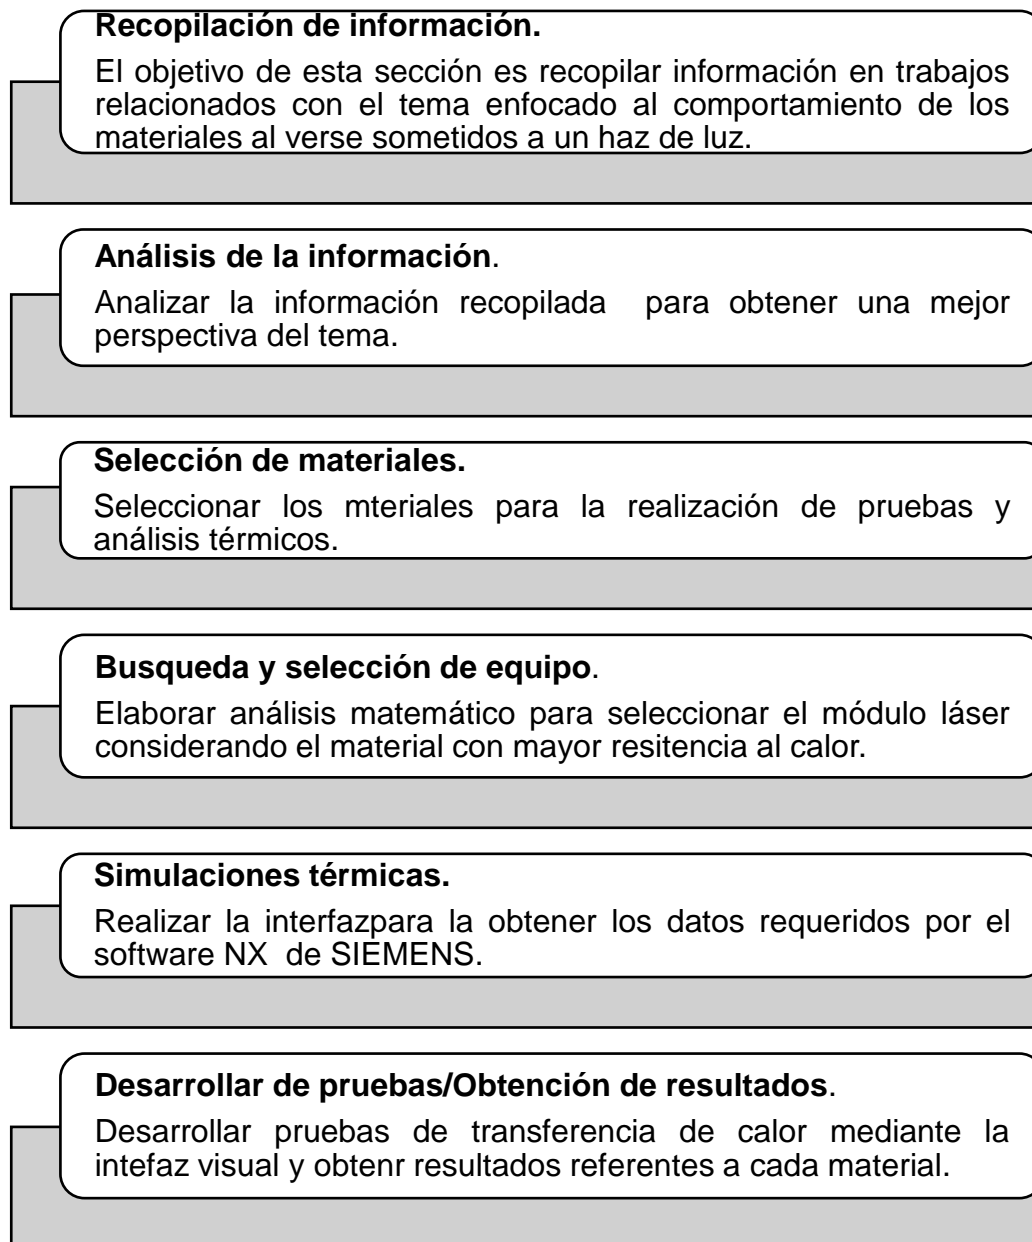 Recopilación de información.
El objetivo de esta sección es recopilar información en trabajos
relacionados con el tema enfocado al comportamiento de los
materiales al verse sometidos a un haz de luz.
Análisis de la información.
Analizar la información recopilada para obtener una mejor
perspectiva del tema.
Selección de materiales.
Seleccionar los mteriales para la realización de pruebas y
análisis térmicos.
Busqueda y selección de equipo.
Elaborar análisis matemático para seleccionar el módulo láser
considerando el material con mayor resitencia al calor.
Simulaciones térmicas.
Realizar la interfazpara la obtener los datos requeridos por el
software NX de SIEMENS.
Desarrollar de pruebas/Obtención de resultados.
Desarrollar pruebas de transferencia de calor mediante la
intefaz visual y obtenr resultados referentes a cada material.